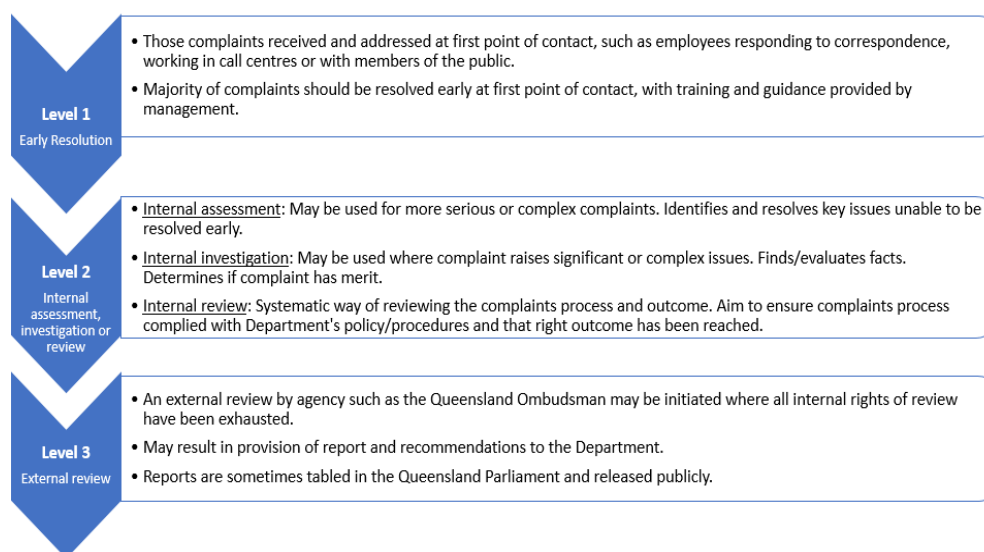 Level 1
Early Resolution
• Those complaints received and addressed at first point of contact, such as employees responding to correspondence,
working in call centres or with members of the public.
• Majority of complaints should be resolved early at first point of contact, with training and guidance provided by
management.
Level 2
Internal
assessment,
investigation or
review
• Internal assessment: May be used for more serious or complex complaints. Identifies and resolves key issues unable to be
resolved early.
• Internal investigation: May be used where complaint raises significant or complex issues. Finds/evaluates facts.
Determines if complaint has merit.
• Internal review: Systematic way of reviewing the complaints process and outcome. Aim to ensure complaints process
complied with Department's policy/procedures and that right outcome has been reached.
Level 3
External review
• An external review by agency such as the Queensland Ombudsman may be initiated where all internal rights of review
have been exhausted.
• May result in provision of report and recommendations to the Department.
• Reports are sometimes tabled in the Queensland Parliament and released publicly.